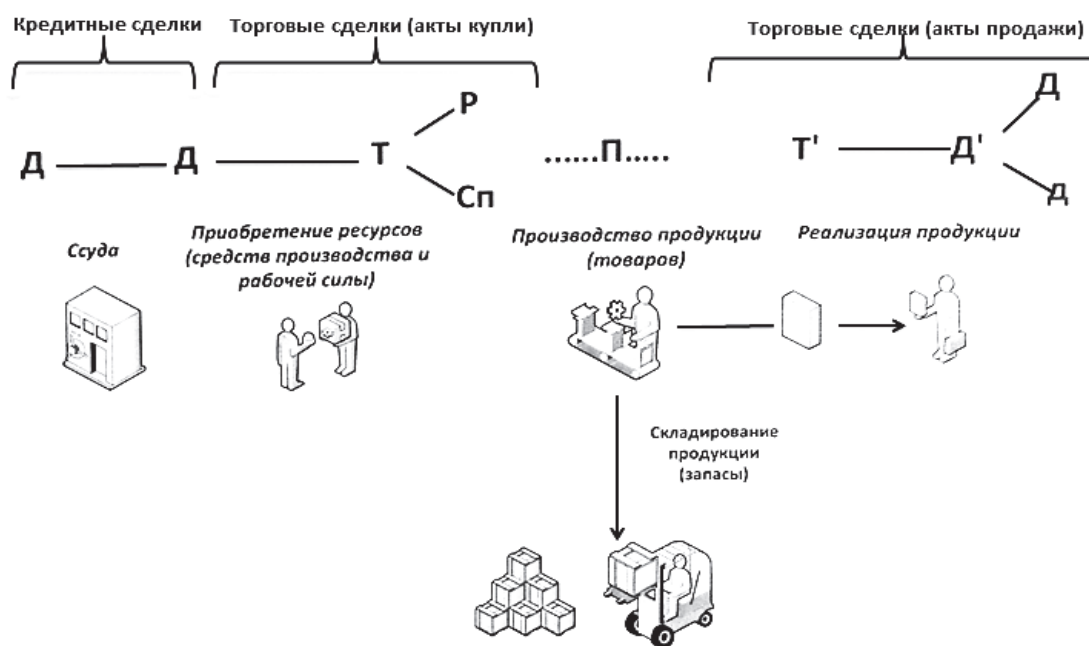 Кредитные сделки
Торговые сделки (акты купли)
Торговые сделки (акты продажи)
Д
Д
Т
Р
Сп
......П.....
Т'
Д'
Д
д
Ссуда
Приобретение ресурсов
(средств производства и
рабочей силы)
Производство продукции
(товаров)
Реализация продукции
Складирование
продукции
(запасы)